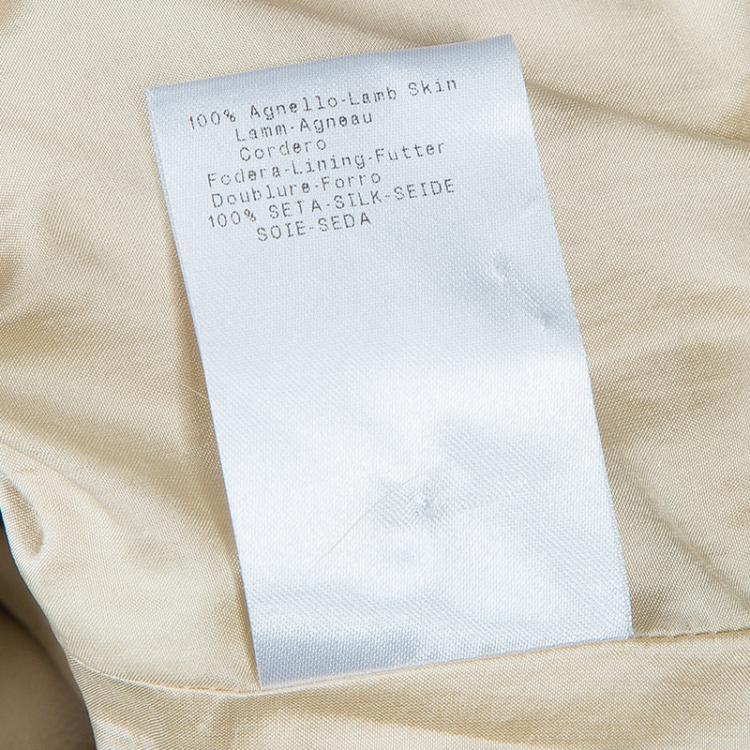 100% Agnello-Lamb Skin
Lamm-Agneau
Cordero
Fodera-Lining-Futter
Doublure-Forro
100% SETA-SILK-SEIDE
SOIE-SEDA